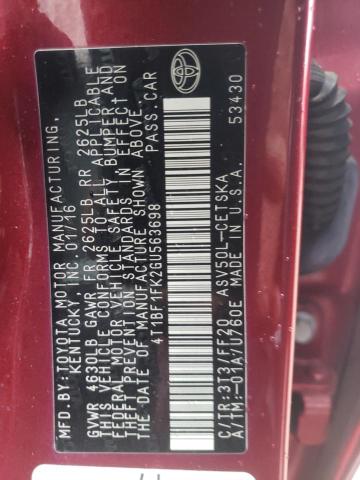 MFD. BY: TOYOTA MOTOR MANUFACTURING,
KENTUCKY, INC. 01/16
GVWR 4630LB GAWR FR 2625LB RR 2625LB
THIS VEHICLE CONFORMS TO ALL APPLICABLE
FEDERAL MOTOR VEHICLE SAFETY, BUMPER, AND
THEFT PREVENTION STANDARDS IN EFFECT ON
THE DATE OF MANUFACTURE SHOWN ABOVE.
4T1BF1FK2GU568698 PASS. CAR
C/TR: 3T3/FF20 ASV50L-CETSKA
A/TM: -01A/U760E MADE IN U.S.A. 53430